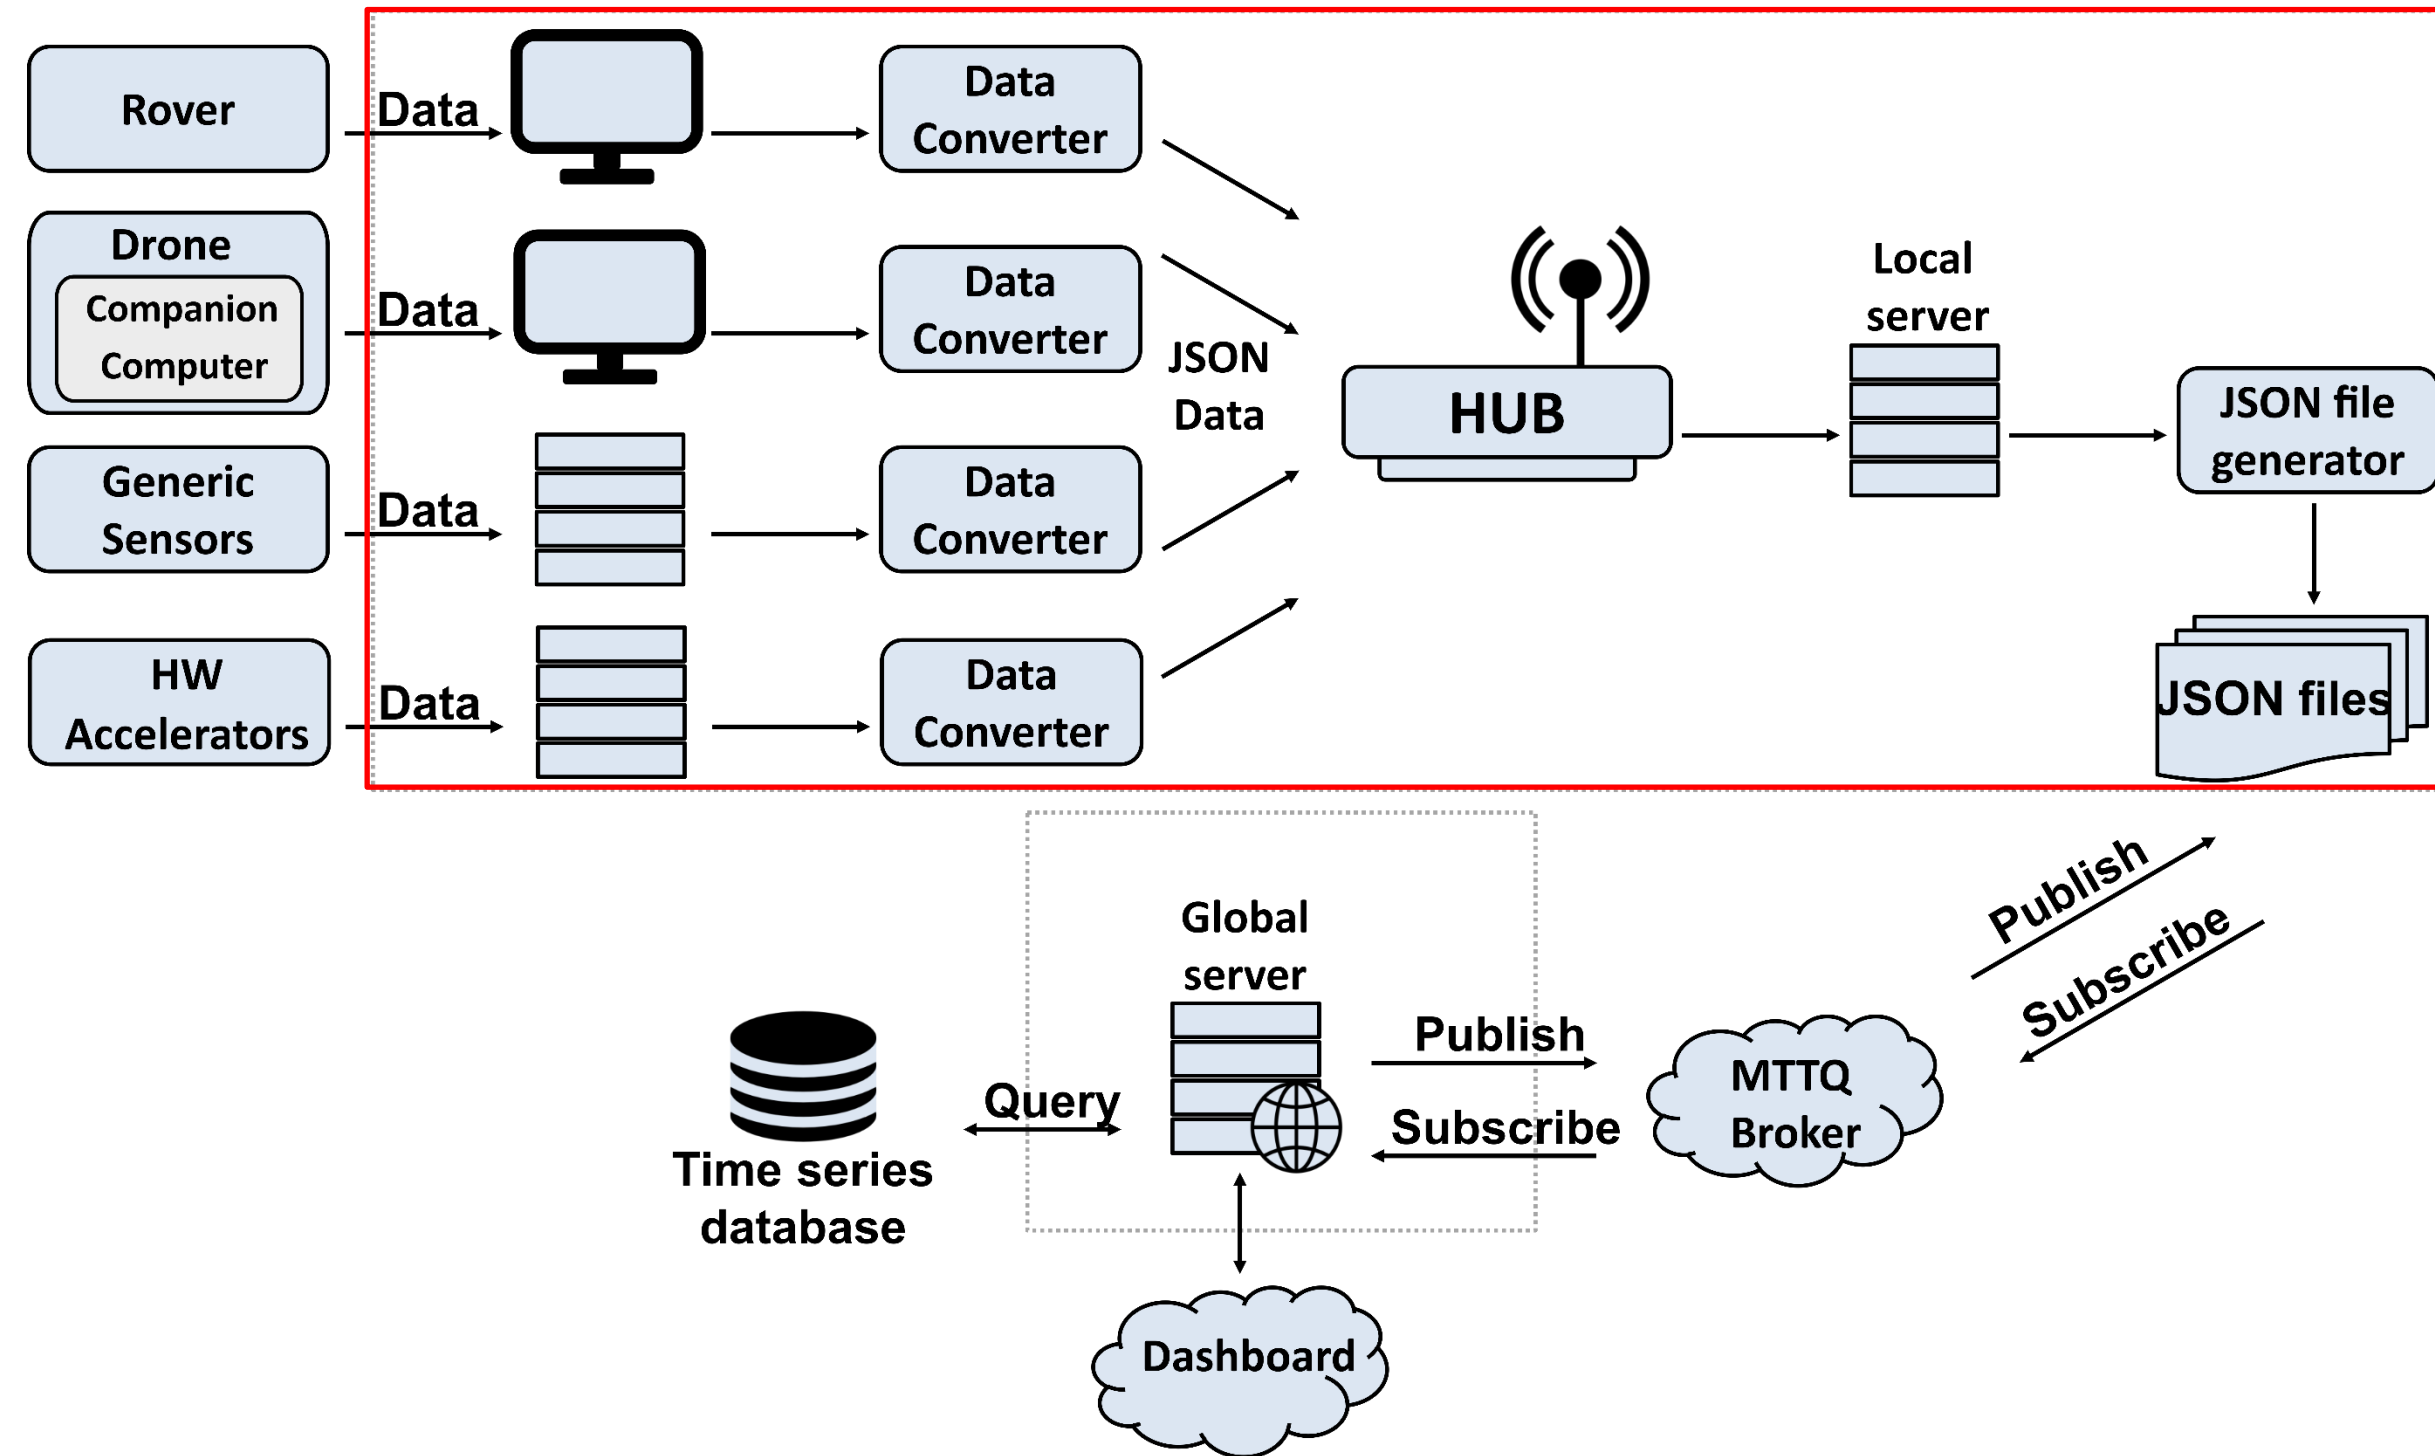 Rover
Data
Data
Converter
Drone
Companion
Computer
Data
Data
Converter
JSON
Data
Generic
Sensors
Data
Data
Converter
HW
Accelerators
Data
Data
Converter
HUB
Local
server
JSON file
generator
JSON files
Publish
Subscribe
Global
server
Publish
Subscribe
MTTQ
Broker
Query
Time series
database
Dashboard